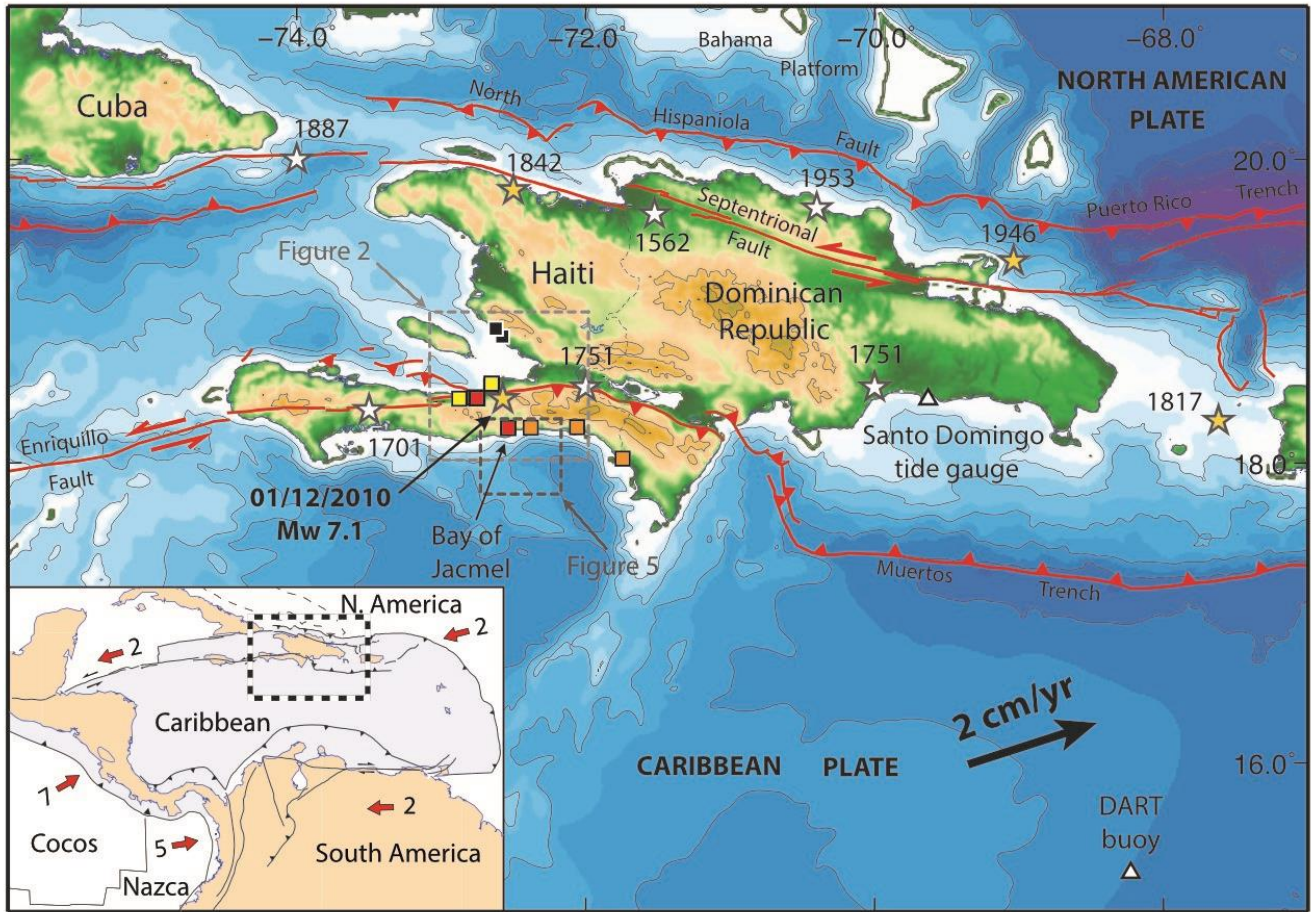 -74.0°
-72.0°
-70.0°
-68.0°
Bahama
Platform
NORTH AMERICAN
PLATE
Cuba
North
Hispaniola
Fault
1887
1842
1953
20.0°
Septentrional
Fault
Puerto Rico
Trench
1562
1946
Figure 2
Haiti
Dominican
Republic
1751
1751
1817
Enriquillo
Fault
1701
Santo Domingo
tide gauge
18.0°
01/12/2010
Mw 7.1
Bay of
Jacmel
Figure 5
Muertos
Trench
N. America
2
2
Caribbean
7
2
Cocos
5
South America
Nazca
2 cm/yr
CARIBBEAN PLATE
16.0°
DART
buoy